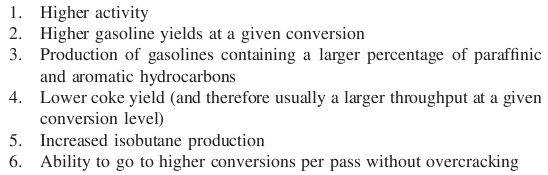 1. Higher activity
2. Higher gasoline yields at a given conversion
3. Production of gasolines containing a larger percentage of paraffinic
and aromatic hydrocarbons
4. Lower coke yield (and therefore usually a larger throughput at a given
conversion level)
5. Increased isobutane production
6. Ability to go to higher conversions per pass without overcracking